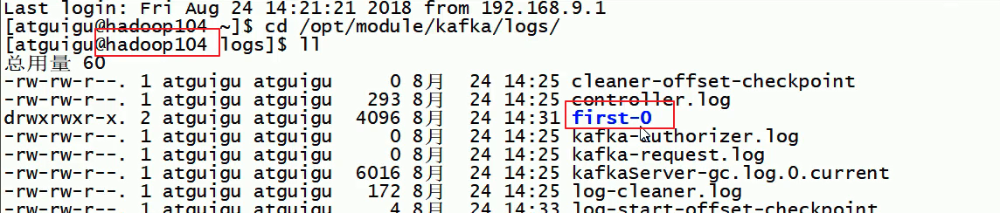 Last login: Fri Aug 24 14:21:21 2018 from 192.168.9.1
[atguigu@hadoop104 ~]$ cd /opt/module/kafka/logs/
[atguigu@hadoop104 logs]$ ll
总用量 60
-rw-rw-r--. 1 atguigu atguigu    0 8月  24 14:25 cleaner-offset-checkpoint
-rw-rw-r--. 1 atguigu atguigu  293 8月  24 14:25 controller.log
drwxrwxr-x. 2 atguigu atguigu 4096 8月  24 14:31 first-0
-rw-rw-r--. 1 atguigu atguigu    0 8月  24 14:25 kafka-authorizer.log
-rw-rw-r--. 1 atguigu atguigu    0 8月  24 14:25 kafka-request.log
-rw-rw-r--. 1 atguigu atguigu 6016 8月  24 14:25 kafkaServer-gc.log.0.current
-rw-rw-r--. 1 atguigu atguigu  172 8月  24 14:25 log-cleaner.log
-rw-rw-r--. 1 atguigu atguigu    4 8月  24 14:33 log-start-offset-checkpoint